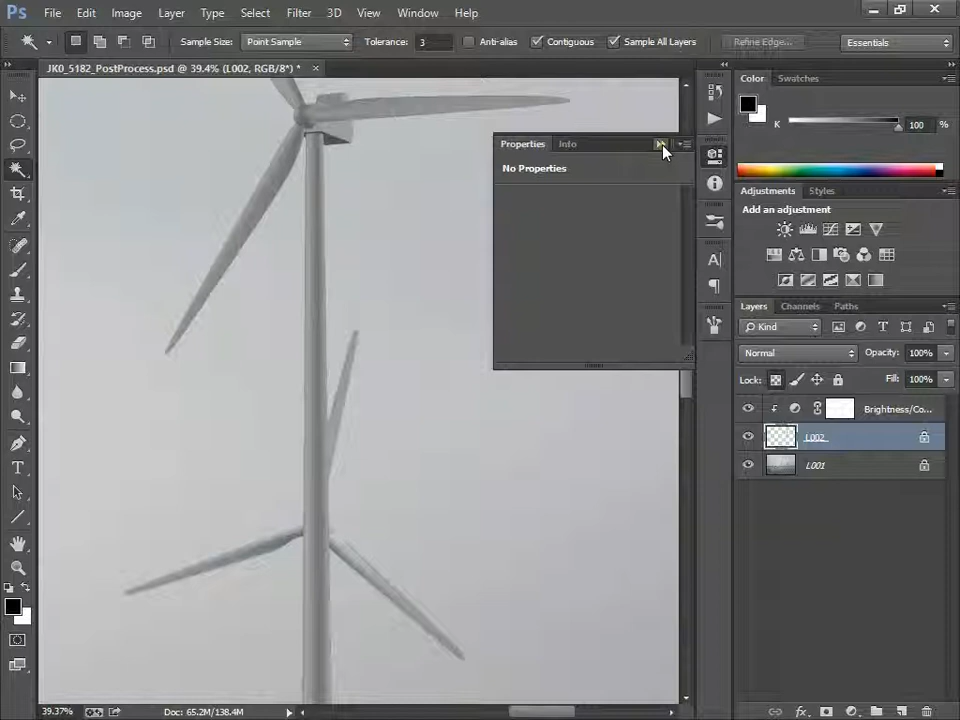 Ps File Edit Image Layer Type Select Filter 3D View Window Help
Sample Size: Point Sample Tolerance: 3 Anti-alias Contiguous Sample All Layers Refine Edge... Essentials
JK0_5182_PostProcess.psd @ 39.4% (L002, RGB/8*) * ×
Color Swatches
K 100 %
Properties Info
No Properties
Adjustments Styles
Add an adjustment
Layers Channels Paths
Kind
Normal Opacity: 100%
Lock: Fill: 100%
Brightness/Co...
L002
L001
39.37% Doc: 65.2M/138.4M